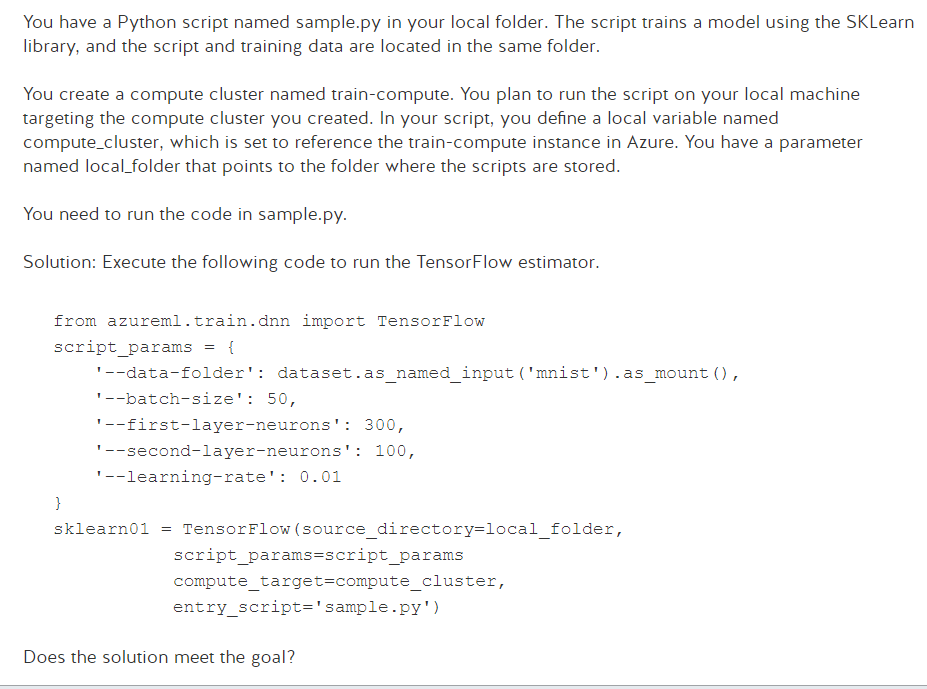 You have a Python script named sample.py in your local folder. The script trains a model using the SKLearn
library, and the script and training data are located in the same folder.
You create a compute cluster named train-compute. You plan to run the script on your local machine
targeting the compute cluster you created. In your script, you define a local variable named
compute_cluster, which is set to reference the train-compute instance in Azure. You have a parameter
named local_folder that points to the folder where the scripts are stored.
You need to run the code in sample.py.
Solution: Execute the following code to run the TensorFlow estimator.
from azureml.train.dnn import TensorFlow
script_params = {
'--data-folder': dataset.as_named_input('mnist').as_mount(),
'--batch-size': 50,
'--first-layer-neurons': 300,
'--second-layer-neurons': 100,
'--learning-rate': 0.01
}
sklearn01 = TensorFlow(source_directory=local_folder,
script_params=script_params
compute_target=compute_cluster,
entry_script='sample.py')
Does the solution meet the goal?